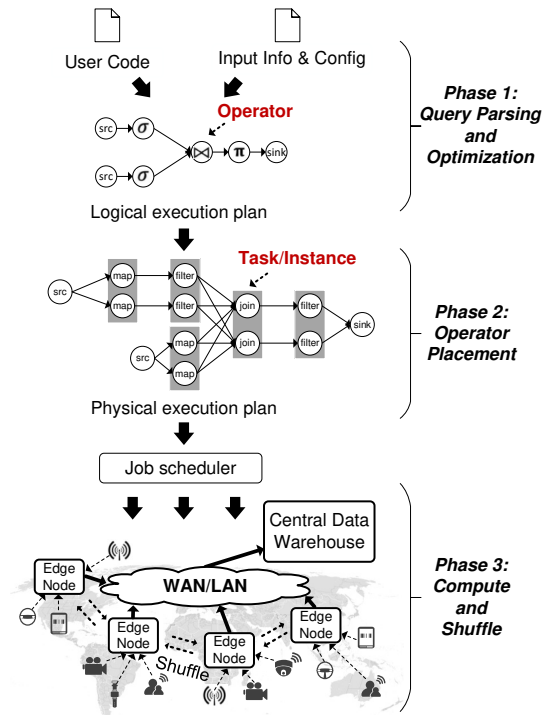 User Code
Input Info & Config
Operator
src
σ
src
σ
⋈
π
sink
Logical execution plan
Phase 1:
Query Parsing
and
Optimization
Task/Instance
src
map
map
filter
filter
join
join
filter
filter
sink
src
map
map
Physical execution plan
Phase 2:
Operator
Placement
Job scheduler
Central Data
Warehouse
WAN/LAN
Edge
Node
Edge
Node
Edge
Node
Edge
Node
Shuffle
Phase 3:
Compute
and
Shuffle